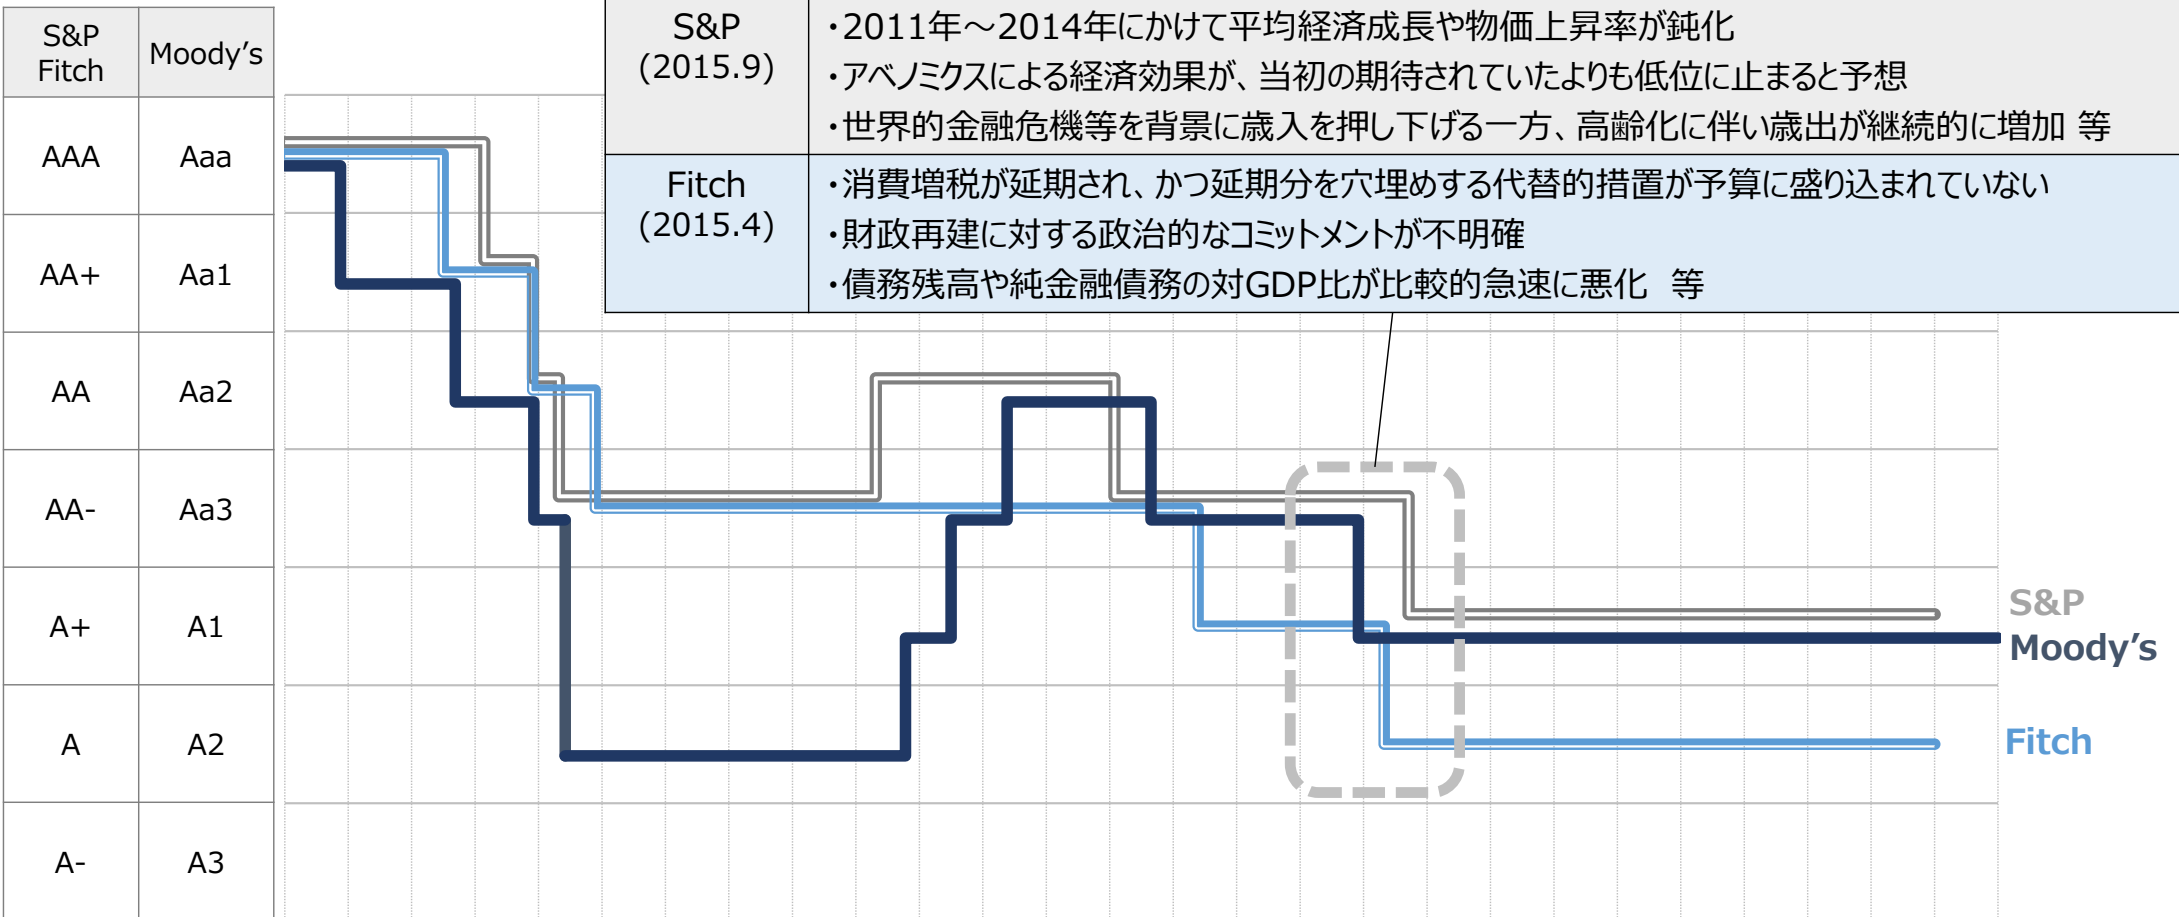 S&P
Fitch
Moody's
AAA
Aaa
AA+
Aa1
AA
Aa2
AA-
Aa3
A+
A1
A
A2
A-
A3
S&P
(2015.9)
・2011年～2014年にかけて平均経済成長や物価上昇率が鈍化
・アベノミクスによる経済効果が、当初の期待されていたよりも低位に止まると予想
・世界的金融危機等を背景に歳入を押し下げる一方、高齢化に伴い歳出が継続的に増加 等
Fitch
(2015.4)
・消費増税が延期され、かつ延期分を穴埋めする代替的措置が予算に盛り込まれていない
・財政再建に対する政治的なコミットメントが不明確
・債務残高や純金融債務の対GDP比が比較的急速に悪化 等
S&P
Moody's
Fitch